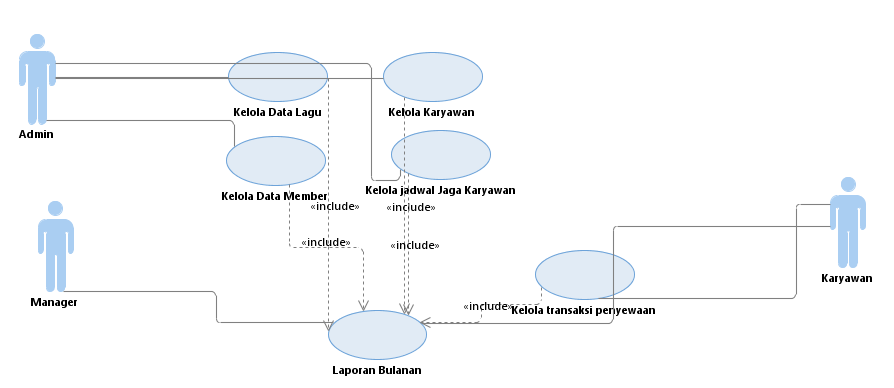 Kelola Data Lagu
Kelola Karyawan
Admin
Kelola Data Member
Kelola jadwal Jaga Karyawan
«include»
«include»
«include»
«include»
Karyawan
Manager
«include»
Kelola transaksi penyewaan
Laporan Bulanan